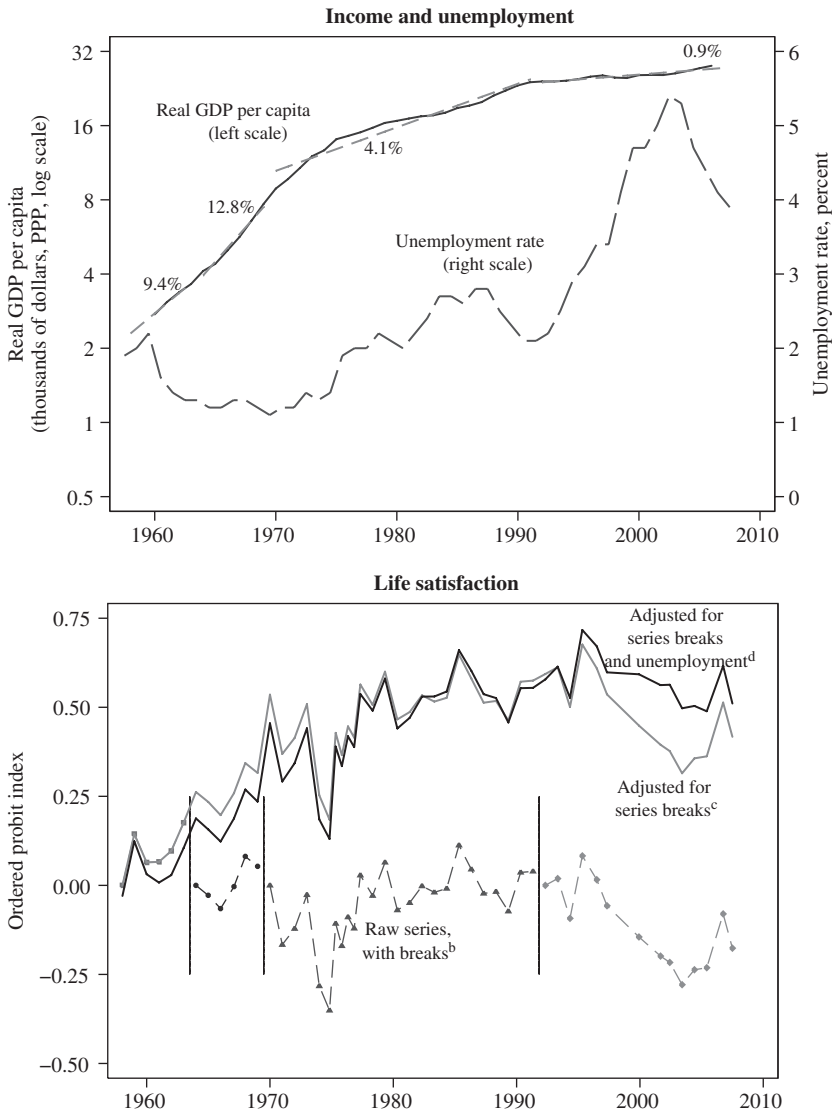 Income and unemployment
Real GDP per capita
(thousands of dollars, PPP, log scale)
32
16
8
4
2
1
0.5
Real GDP per capita
(left scale)
9.4%
12.8%
4.1%
0.9%
Unemployment rate
(right scale)
6
5
4
3
2
1
0
Unemployment rate, percent
1960 1970 1980 1990 2000 2010
Life satisfaction
Ordered probit index
0.75
0.50
0.25
0.00
−0.25
−0.50
Adjusted for
series breaks
and unemploymentd
Adjusted for
series breaksc
Raw series,
with breaksb
1960 1970 1980 1990 2000 2010